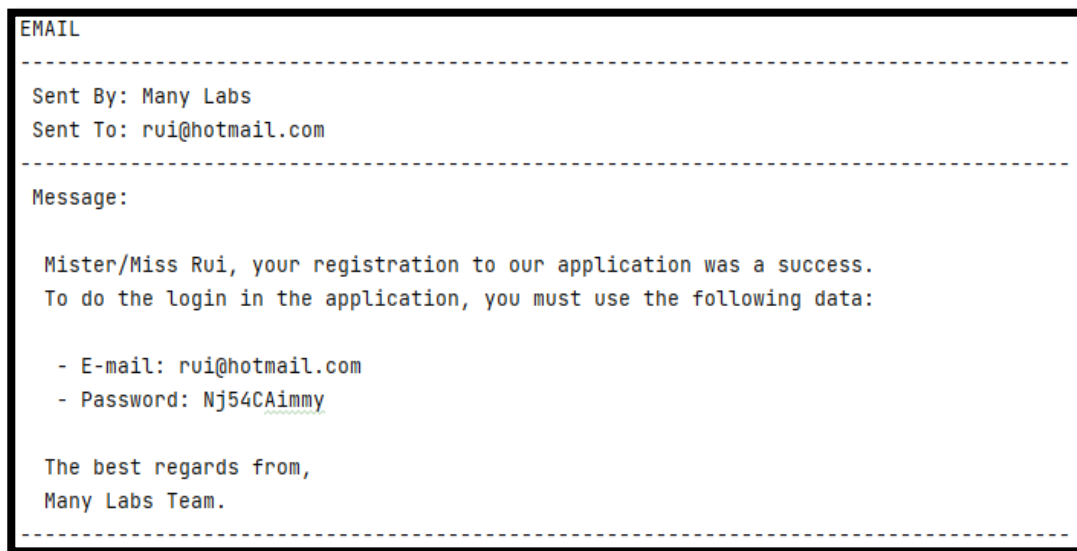 EMAIL
--------------------------------------------------------------------------------------
Sent By: Many Labs
Sent To: rui@hotmail.com
--------------------------------------------------------------------------------------
Message:
Mister/Miss Rui, your registration to our application was a success.
To do the login in the application, you must use the following data:
- E-mail: rui@hotmail.com
- Password: Nj54CAimmy
The best regards from,
Many Labs Team.
--------------------------------------------------------------------------------------